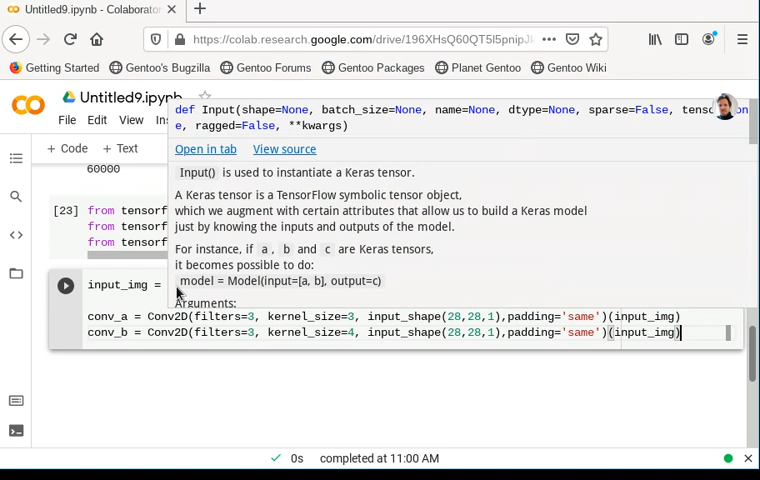 Untitled9.ipynb - Colaborato
https://colab.research.google.com/drive/196XHsQ60QT5l5pnipJ
Getting Started
Gentoo's Bugzilla
Gentoo Forums
Gentoo Packages
Planet Gentoo
Gentoo Wiki
Untitled9.ipynb
File Edit View Ins
+ Code + Text
60000
def Input(shape=None, batch_size=None, name=None, dtype=None, sparse=False, tens
e, ragged=False, **kwargs)
Open in tab View source
Input() is used to instantiate a Keras tensor.
A Keras tensor is a TensorFlow symbolic tensor object,
which we augment with certain attributes that allow us to build a Keras model
just by knowing the inputs and outputs of the model.
For instance, if a, b and c are Keras tensors,
it becomes possible to do:
model = Model(input=[a, b], output=c)
Arguments:
[23] from tensorf
from tensorf
from tensorf
input_img =
conv_a = Conv2D(filters=3, kernel_size=3, input_shape(28,28,1),padding='same')(input_img)
conv_b = Conv2D(filters=3, kernel_size=4, input_shape(28,28,1),padding='same')(input_img)
0s completed at 11:00 AM